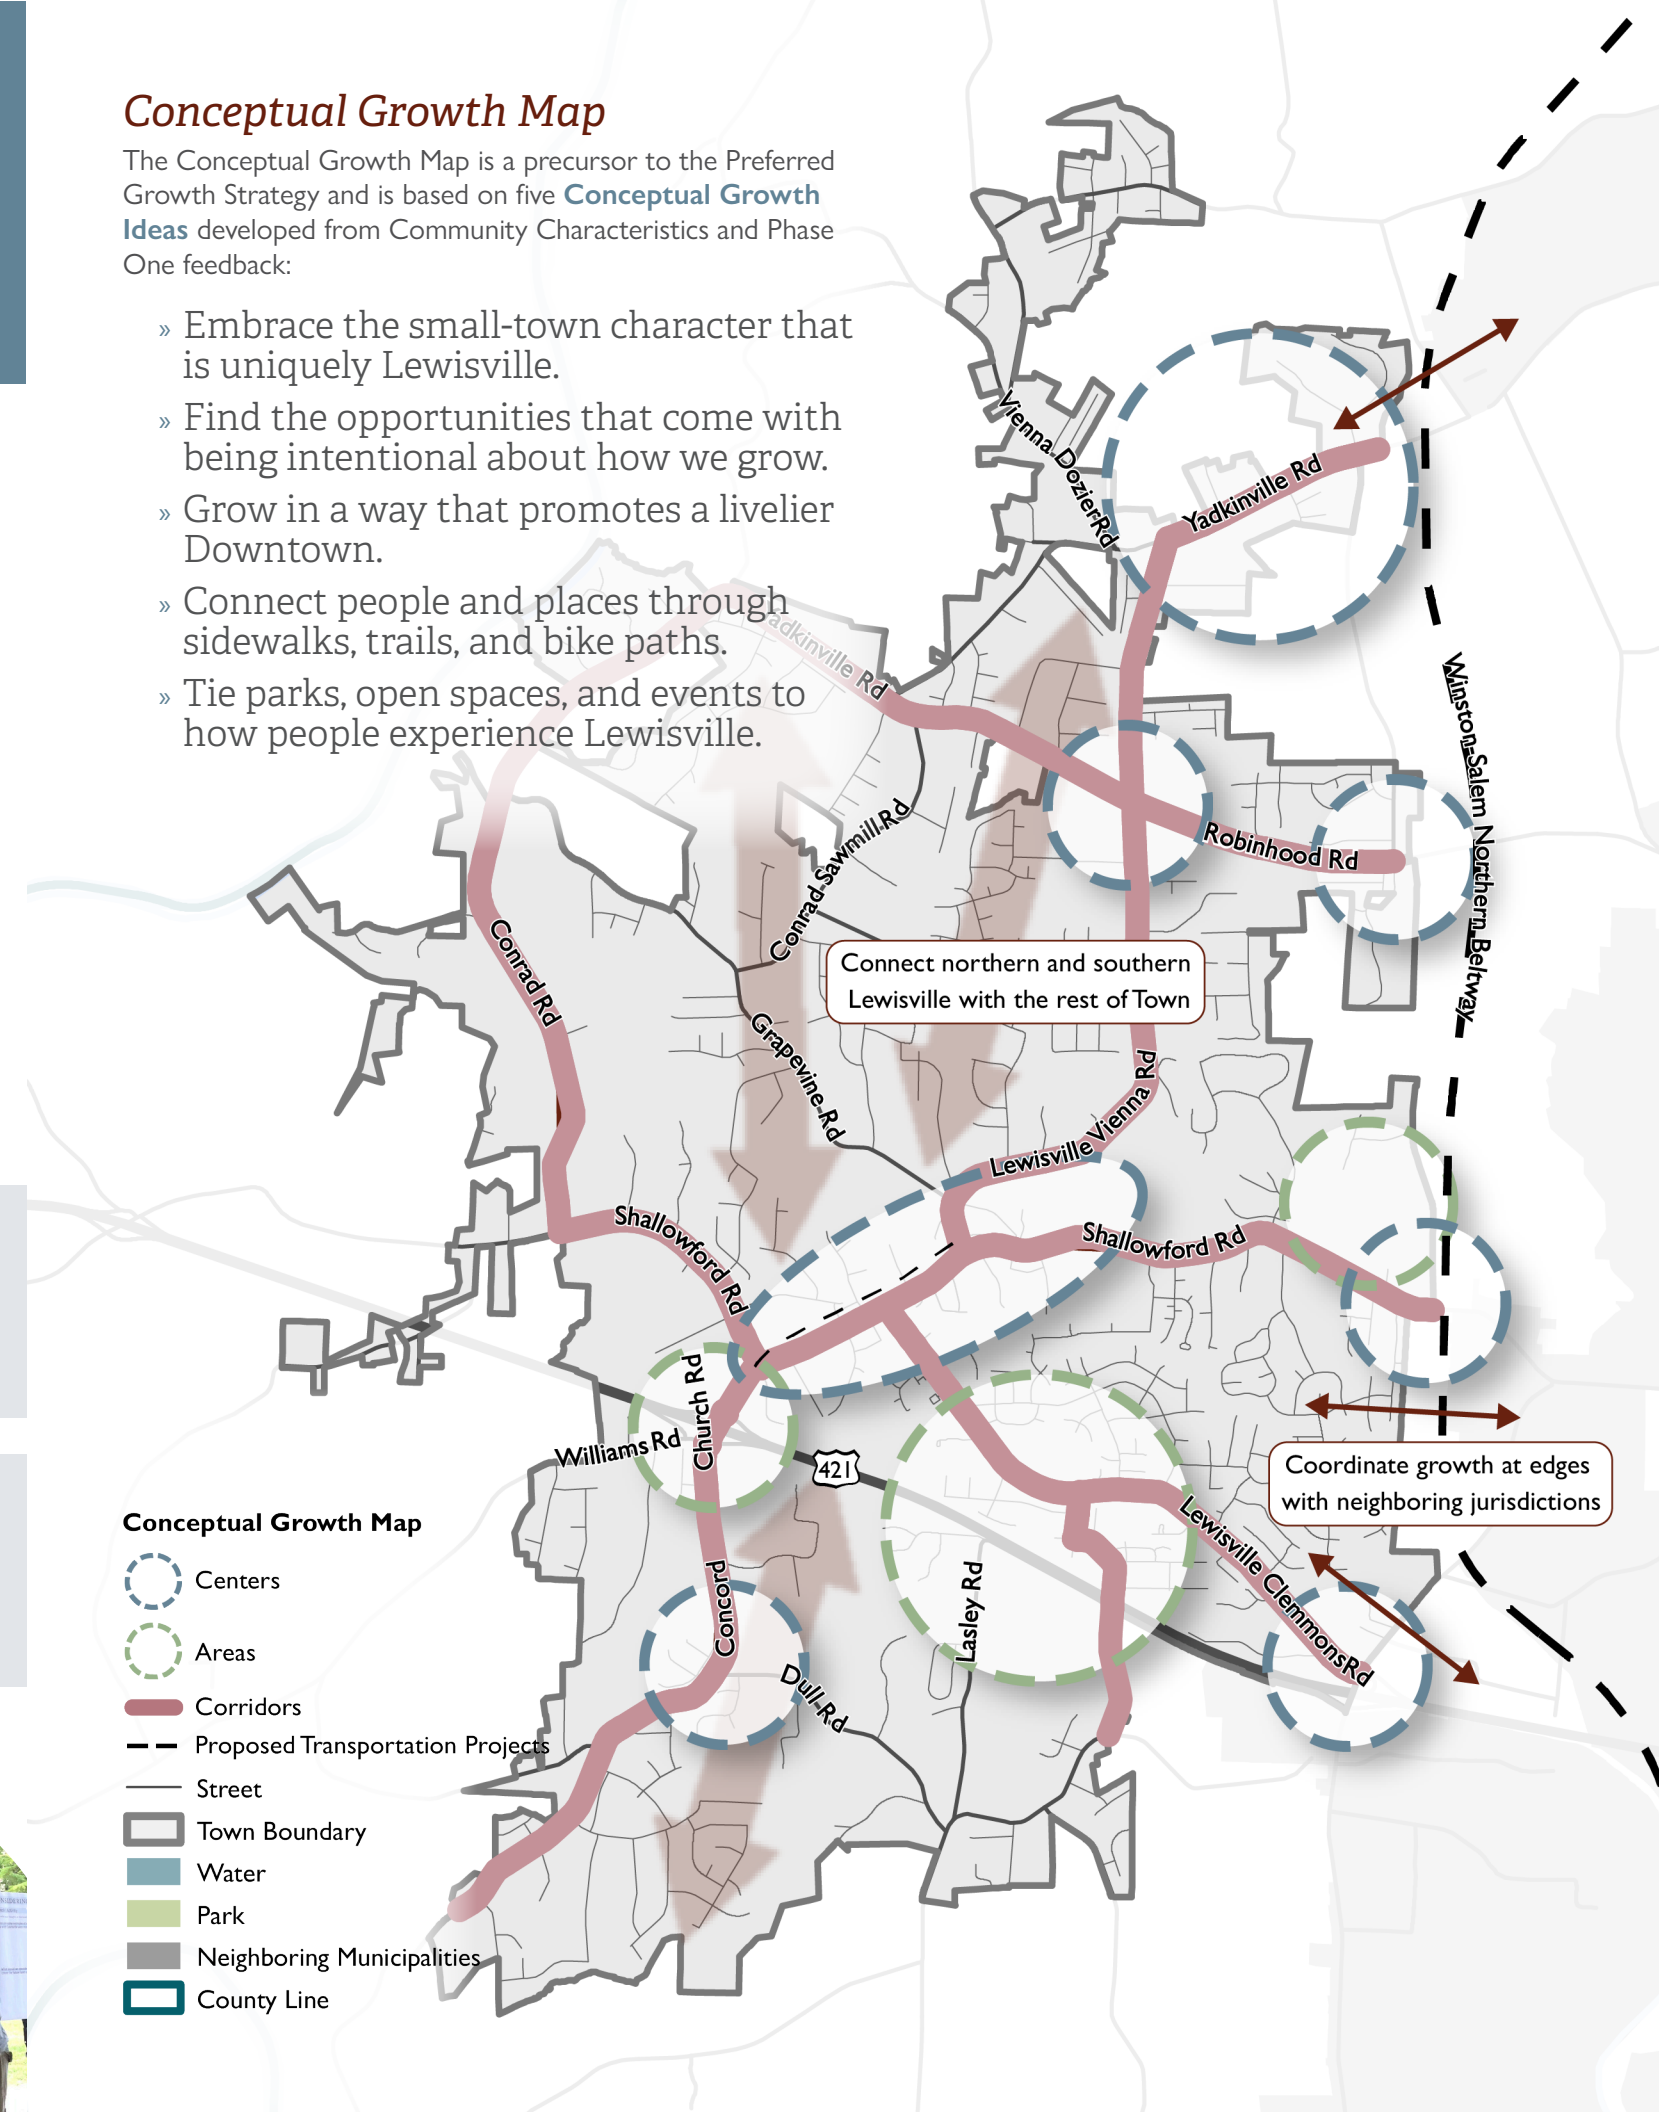 Conceptual Growth Map
The Conceptual Growth Map is a precursor to the Preferred
Growth Strategy and is based on five Conceptual Growth
Ideas developed from Community Characteristics and Phase
One feedback:
» Embrace the small-town character that
is uniquely Lewisville.
» Find the opportunities that come with
being intentional about how we grow.
» Grow in a way that promotes a livelier
Downtown.
» Connect people and places through
sidewalks, trails, and bike paths.
» Tie parks, open spaces, and events to
how people experience Lewisville.
Vienna Dozier Rd
Yadkinville Rd
Yadkinville Rd
Winston-Salem Northern Beltway
Robinhood Rd
Conrad Sawmill Rd
Conrad Rd
Connect northern and southern
Lewisville with the rest of Town
Grapevine Rd
Lewisville Vienna Rd
Shallowford Rd
Shallowford Rd
Church Rd
Williams Rd
421
Coordinate growth at edges
with neighboring jurisdictions
Lewisville Clemmons Rd
Concord
Lasley Rd
Dull Rd
Conceptual Growth Map
Centers
Areas
Corridors
Proposed Transportation Projects
Street
Town Boundary
Water
Park
Neighboring Municipalities
County Line